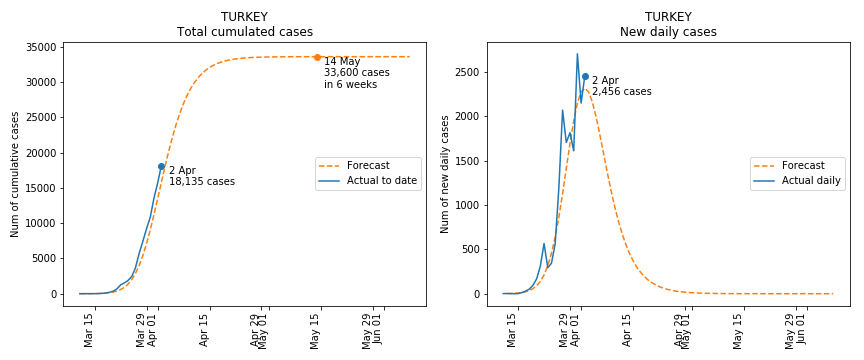 TURKEY
Total cumulated cases
35000
30000
25000
20000
15000
10000
5000
0
Num of cumulative cases
14 May
33,600 cases
in 6 weeks
2 Apr
18,135 cases
Forecast
Actual to date
Mar 15
Mar 29
Apr 01
Apr 15
Apr 29
May 01
May 15
May 29
Jun 01
TURKEY
New daily cases
2500
2000
1500
1000
500
0
Num of new daily cases
2 Apr
2,456 cases
Forecast
Actual daily
Mar 15
Mar 29
Apr 01
Apr 15
Apr 29
May 01
May 15
May 29
Jun 01